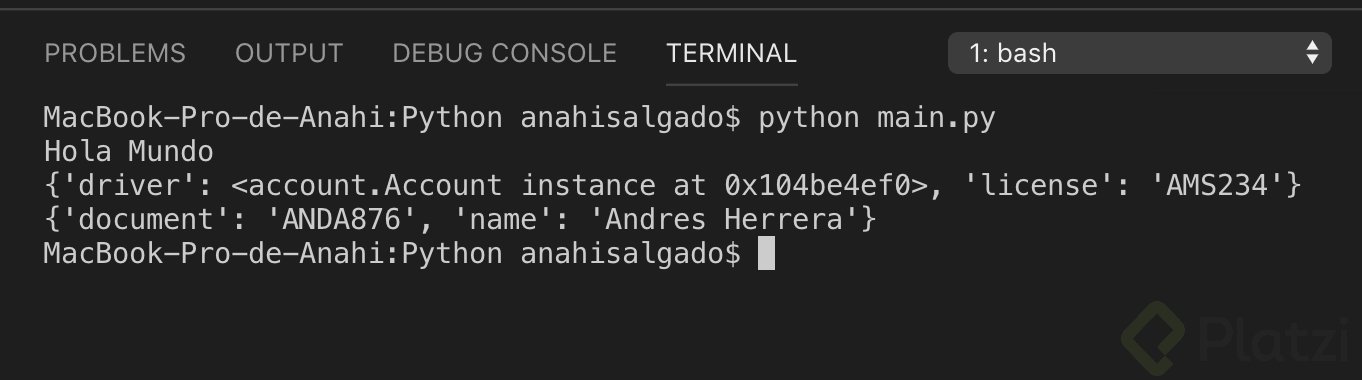 PROBLEMS OUTPUT DEBUG CONSOLE TERMINAL 1: bash
MacBook-Pro-de-Anahi:Python anahisalgado$ python main.py
Hola Mundo
{'driver': <account.Account instance at 0x104be4ef0>, 'license': 'AMS234'}
{'document': 'ANDA876', 'name': 'Andres Herrera'}
MacBook-Pro-de-Anahi:Python anahisalgado$
Platzi